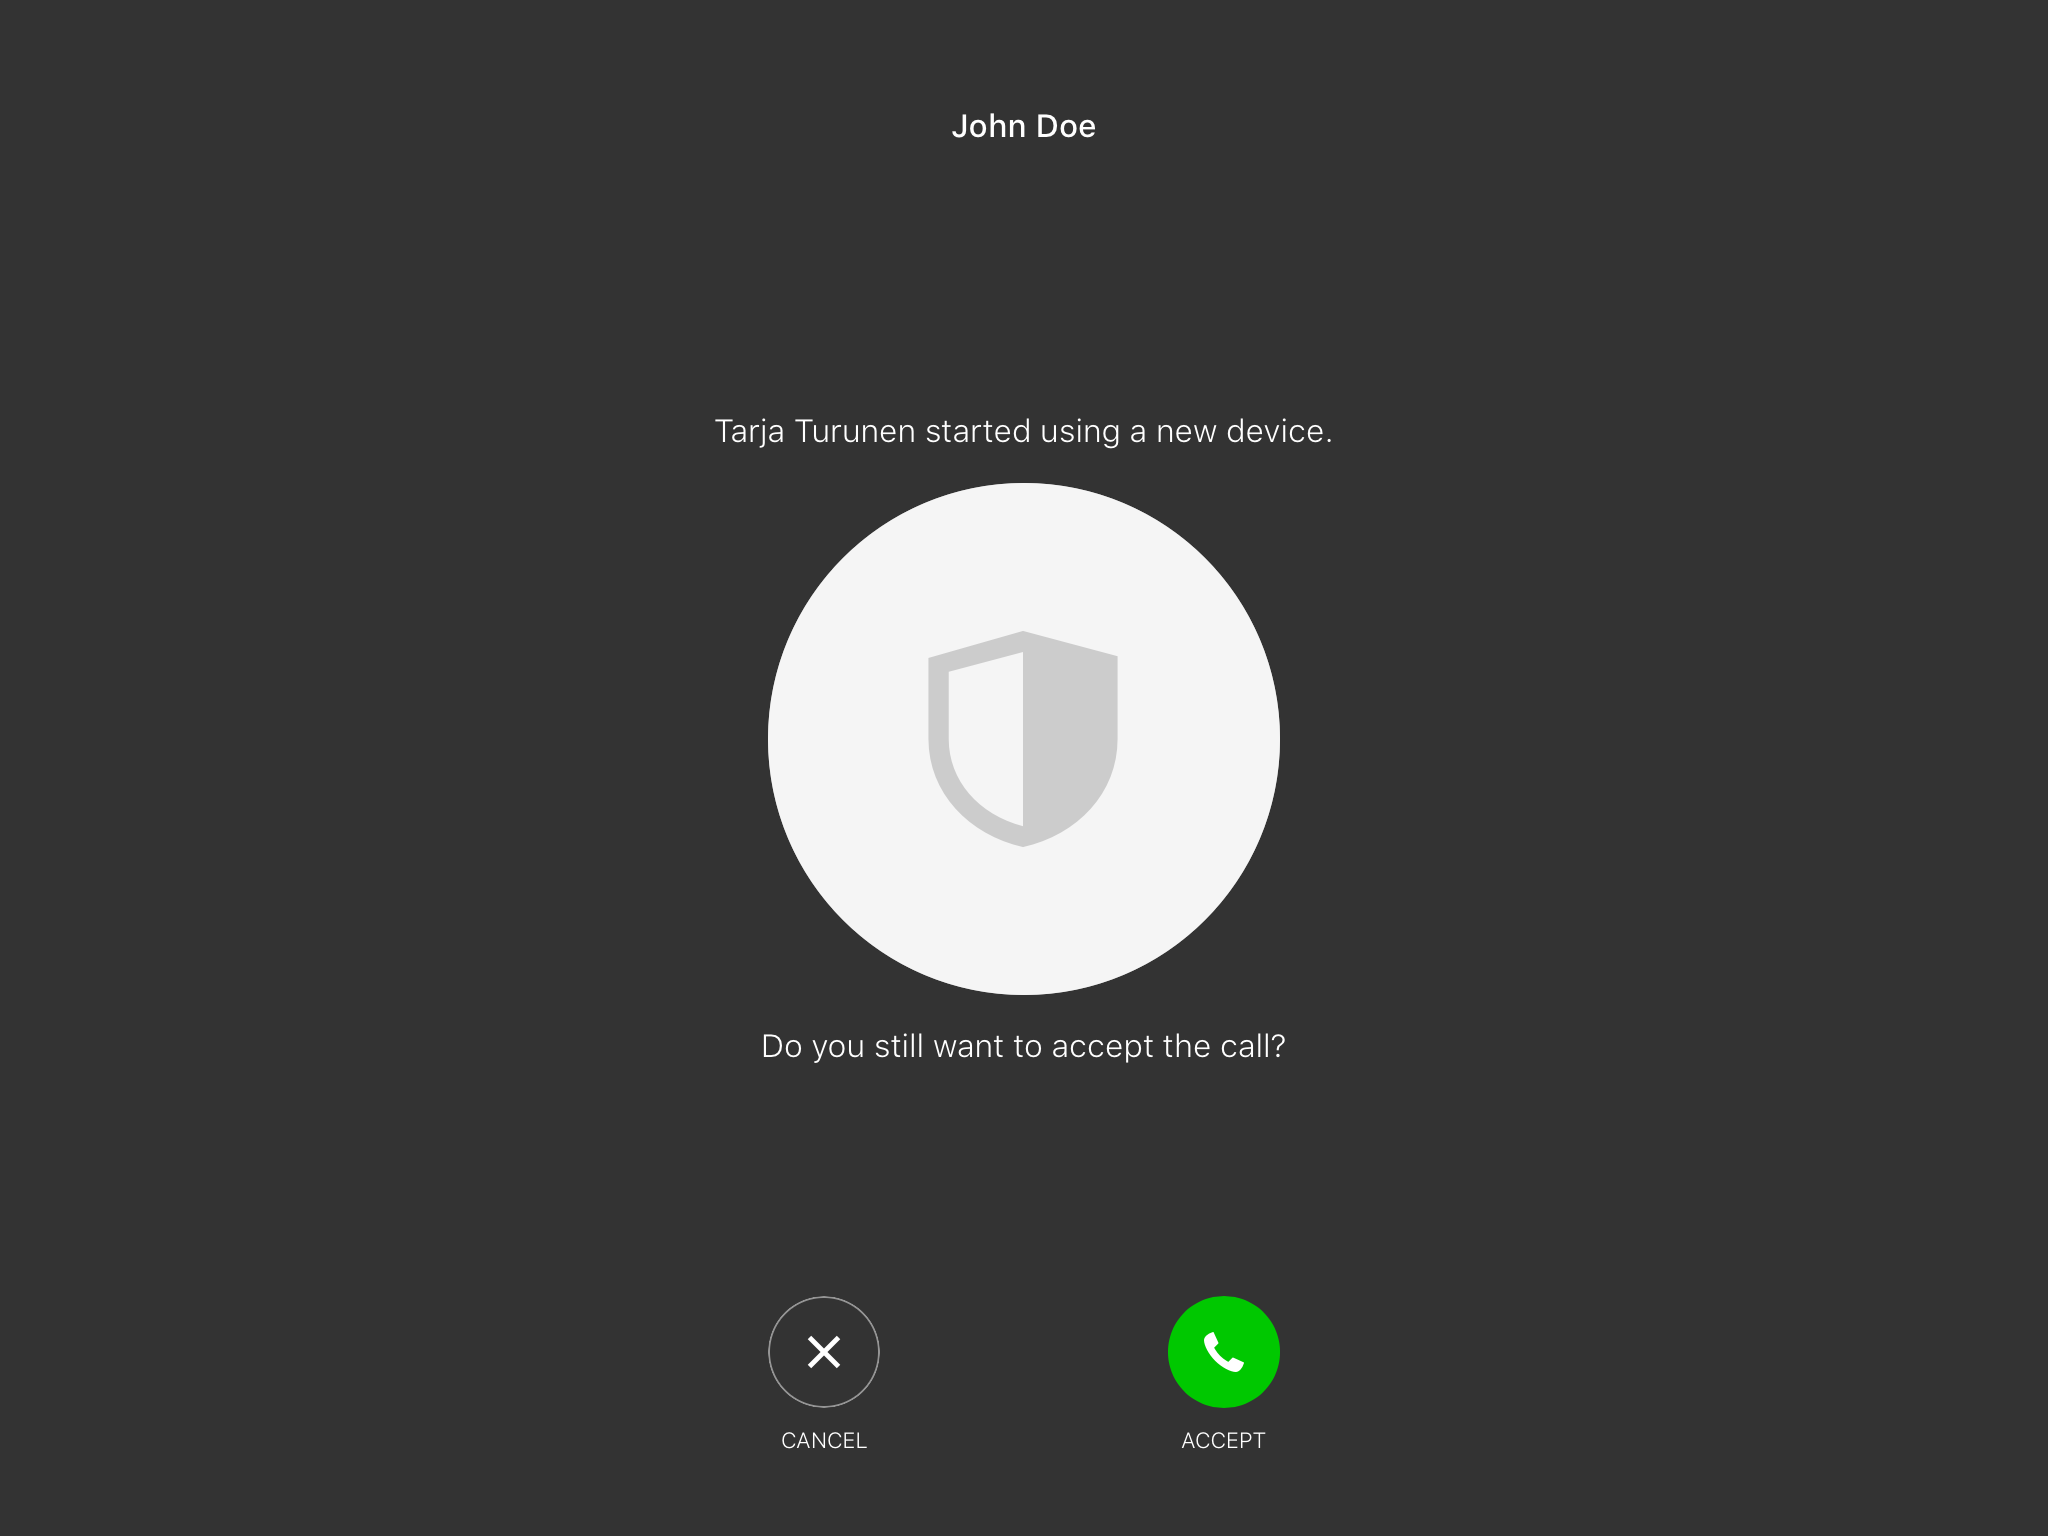 John Doe
Tarja Turunen started using a new device.
Do you still want to accept the call?
CANCEL
ACCEPT